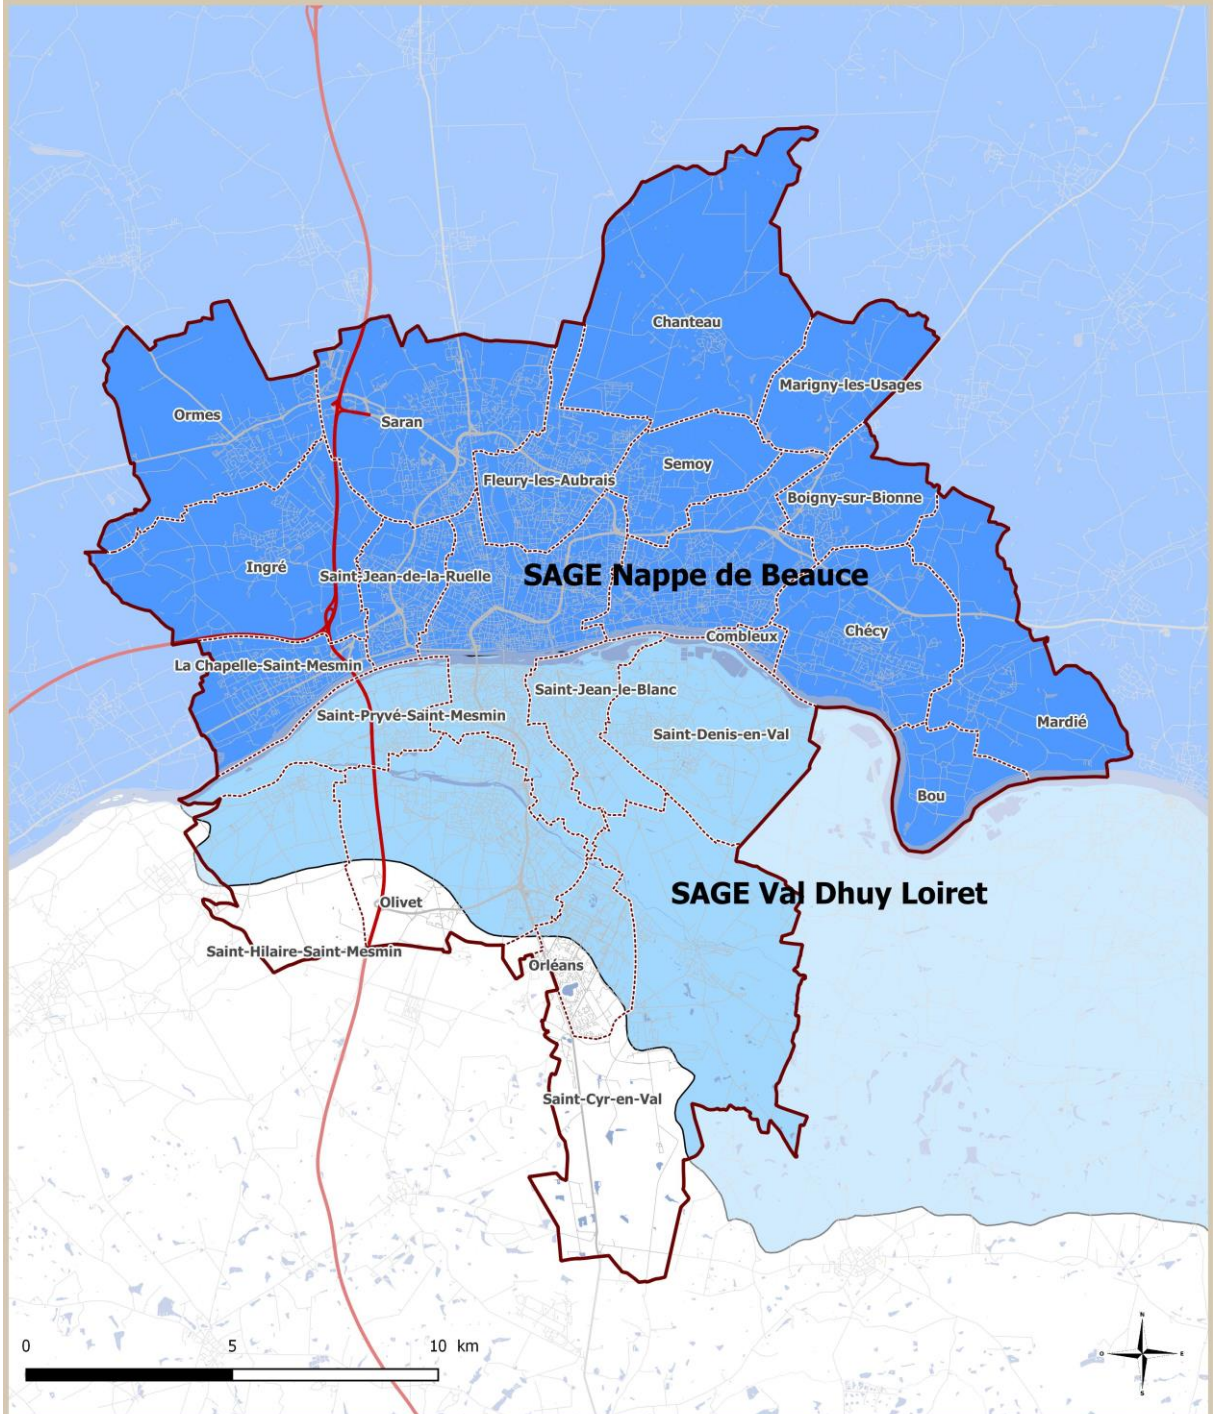 Chanteau
Marigny-les-Usages
Ormes
Saran
Semoy
Fleury-les-Aubrais
Boigny-sur-Bionne
Ingré
Saint-Jean-de-la-Ruelle
SAGE Nappe de Beauce
Combleux
Chécy
La Chapelle-Saint-Mesmin
Saint-Jean-le-Blanc
Saint-Pryvé-Saint-Mesmin
Mardié
Saint-Denis-en-Val
Bou
SAGE Val Dhuy Loiret
Olivet
Saint-Hilaire-Saint-Mesmin
Orléans
Saint-Cyr-en-Val
0 5 10 km
N
O E
S